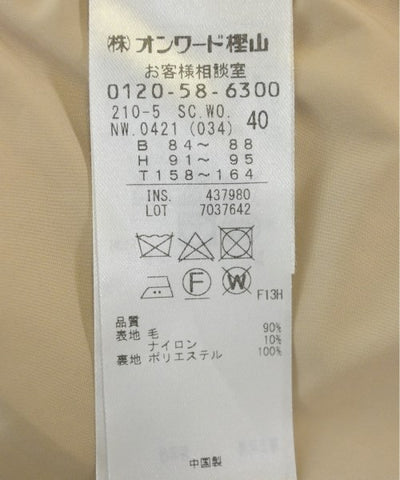 (株)オンワード樫山
お客様相談室
0120-58-6300
210-5 SC.WO.
NW.0421 (034) 40
B 84〜 88
H 91〜 95
T 158〜164
INS. 437980
LOT 7037642
F W F13H
品質
表地 毛 90%
ナイロン 10%
裏地 ポリエステル 100%
中国製